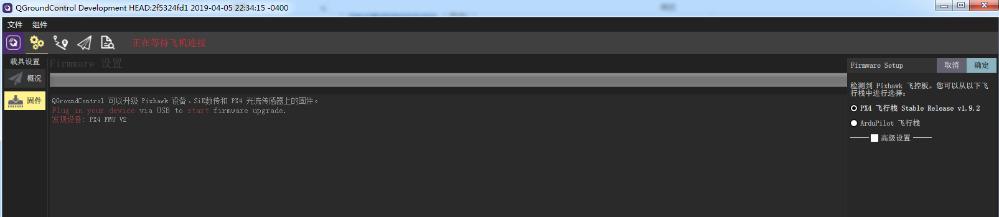 QGroundControl Development HEAD:2f5324fd1 2019-04-05 22:34:15 -0400
文件 组件
正在等待飞机连接
载具设置
概况
固件
Firmware 设置
QGroundControl 可以升级 Pixhawk 设备、SiK数传和 PX4 光流传感器上的固件。
Plug in your device via USB to start firmware upgrade.
发现设备: PX4 FMU V2
Firmware Setup 取消 确定
检测到 Pixhawk 飞控板。您可以从以下飞
行栈中进行选择:
PX4 飞行栈 Stable Release v1.9.2
ArduPilot 飞行栈
高级设置